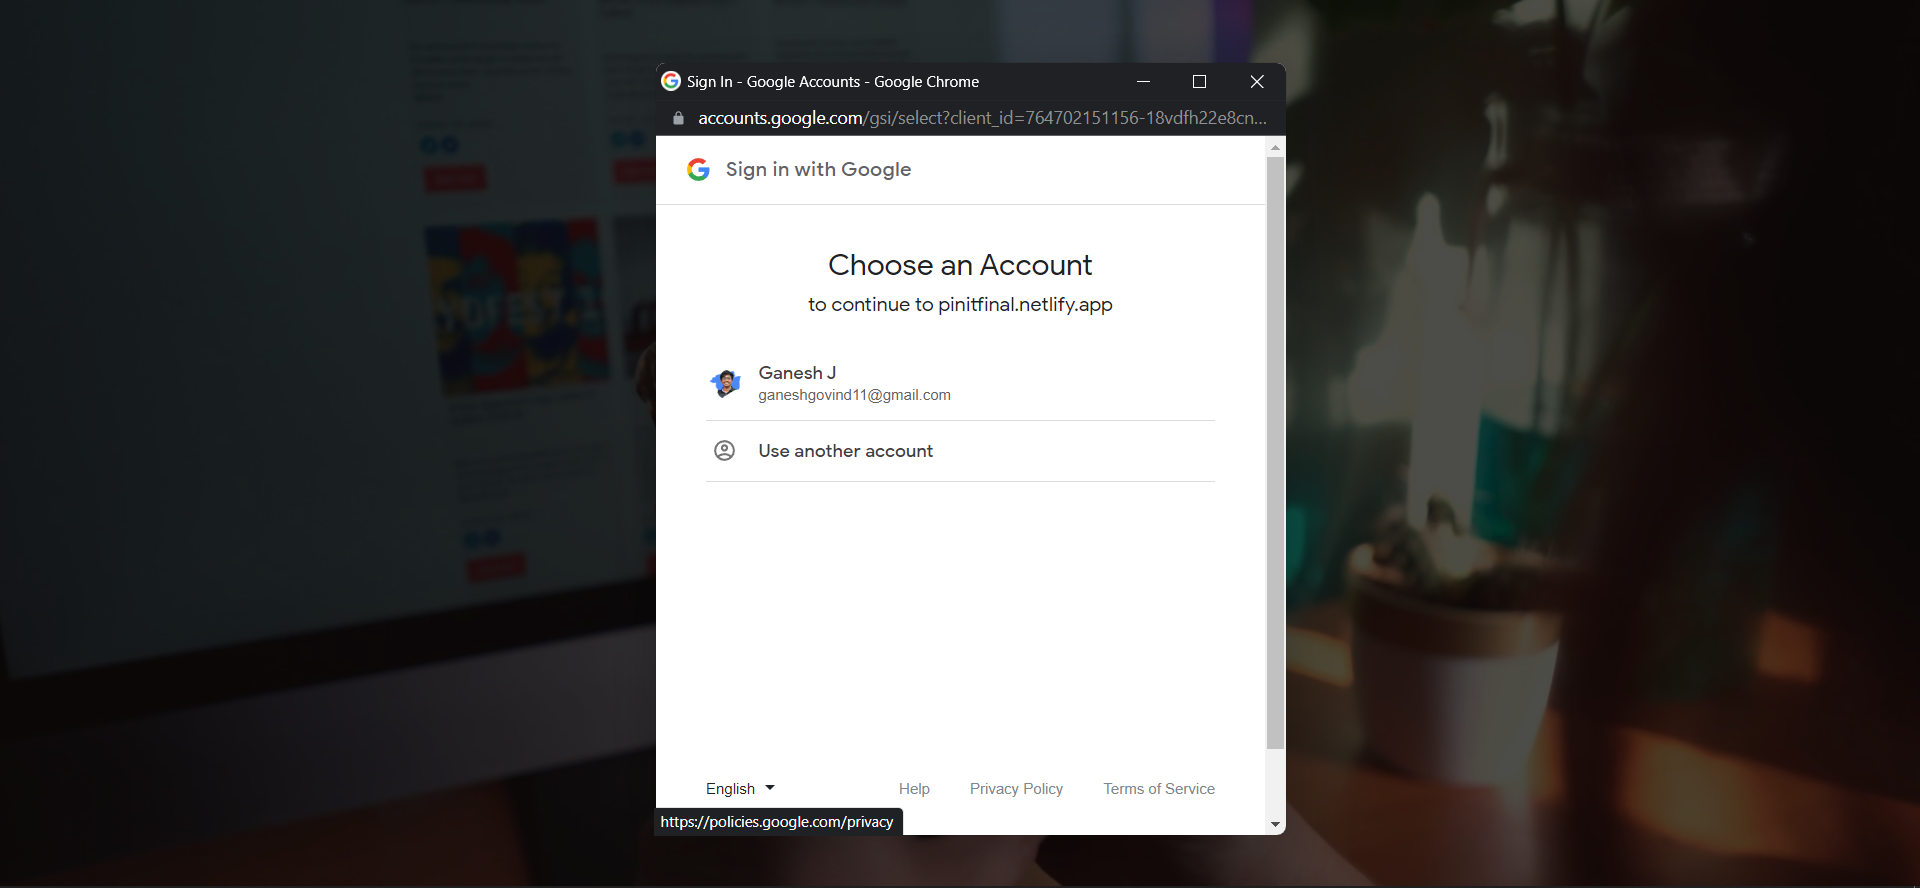 Sign In - Google Accounts - Google Chrome
accounts.google.com/gsi/select?client_id=764702151156-18vdfh22e8cn...
Sign in with Google
Choose an Account
to continue to pinitfinal.netlify.app
Ganesh J
ganeshgovind11@gmail.com
Use another account
English
Help
Privacy Policy
Terms of Service
https://policies.google.com/privacy